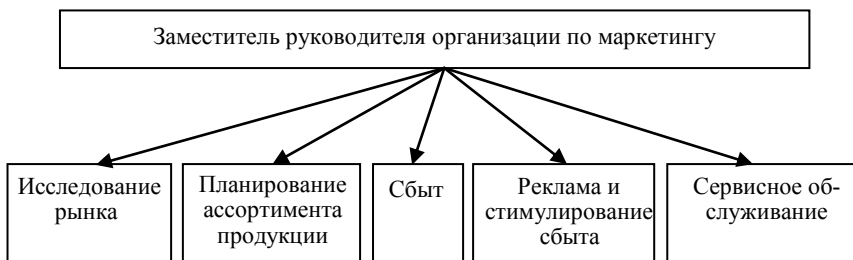 Заместитель руководителя организации по маркетингу
Исследование
рынка
Планирование
ассортимента
продукции
Сбыт
Реклама и
стимулирование
сбыта
Сервисное об-
служивание